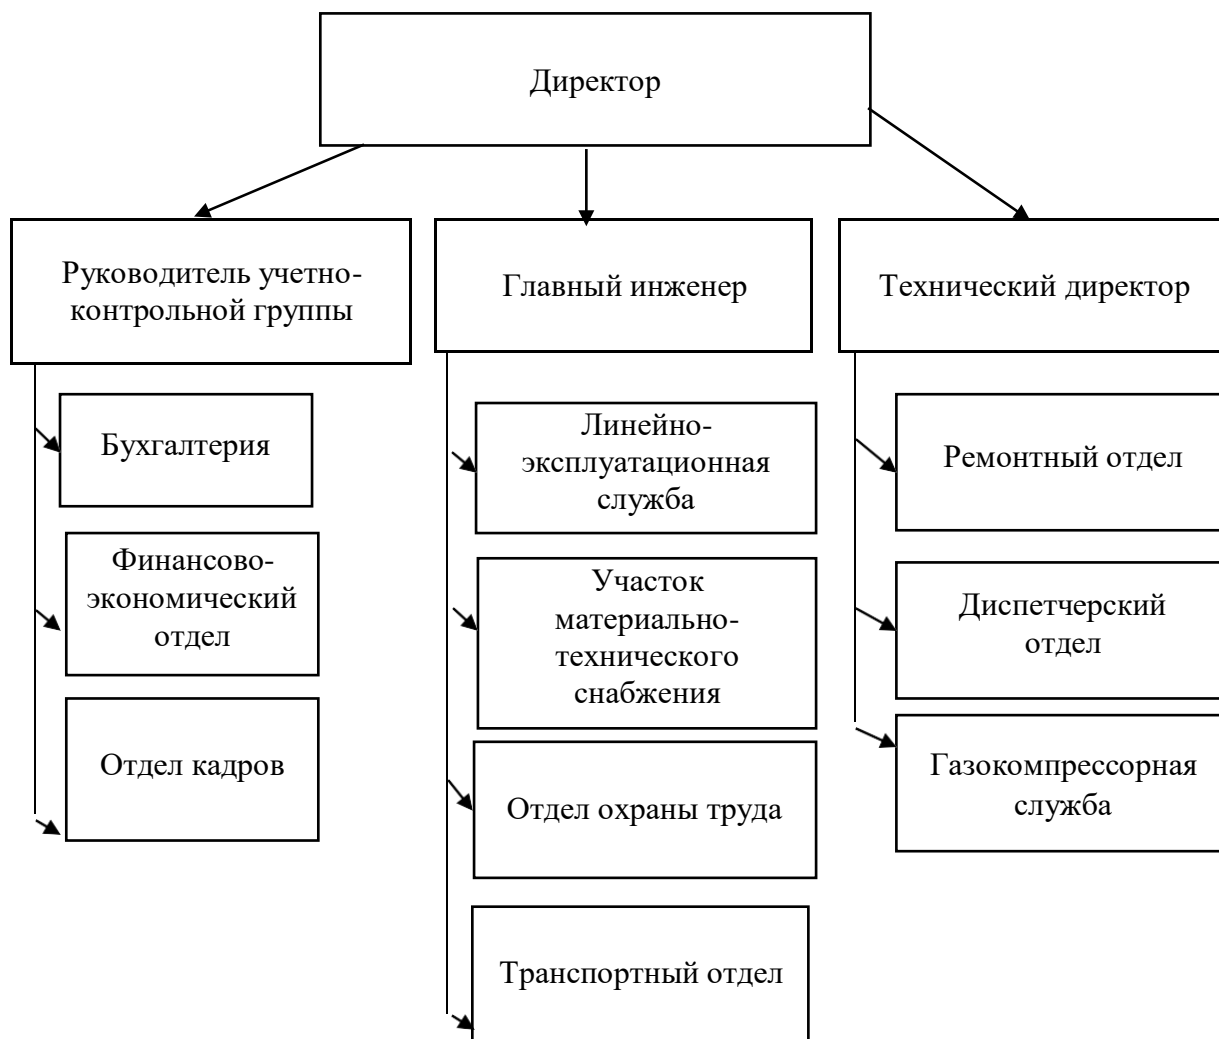 Директор
Руководитель учетно-
контрольной группы
Главный инженер
Технический директор
Бухгалтерия
Финансово-
экономический
отдел
Отдел кадров
Линейно-
эксплуатационная
служба
Участок
материально-
технического
снабжения
Отдел охраны труда
Транспортный отдел
Ремонтный отдел
Диспетчерский
отдел
Газокомпрессорная
служба